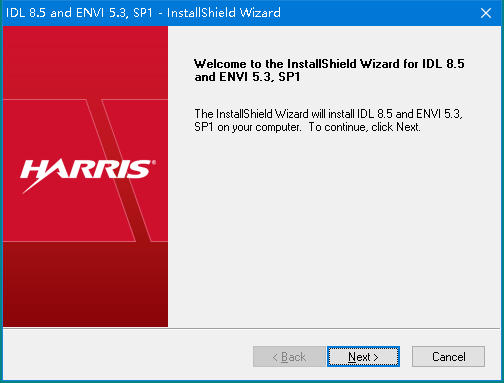 IDL 8.5 and ENVI 5.3, SP1 - InstallShield Wizard
Welcome to the InstallShield Wizard for IDL 8.5
and ENVI 5.3, SP1
The InstallShield Wizard will install IDL 8.5 and ENVI 5.3,
SP1 on your computer. To continue, click Next.
HARRIS®
< Back Next > Cancel